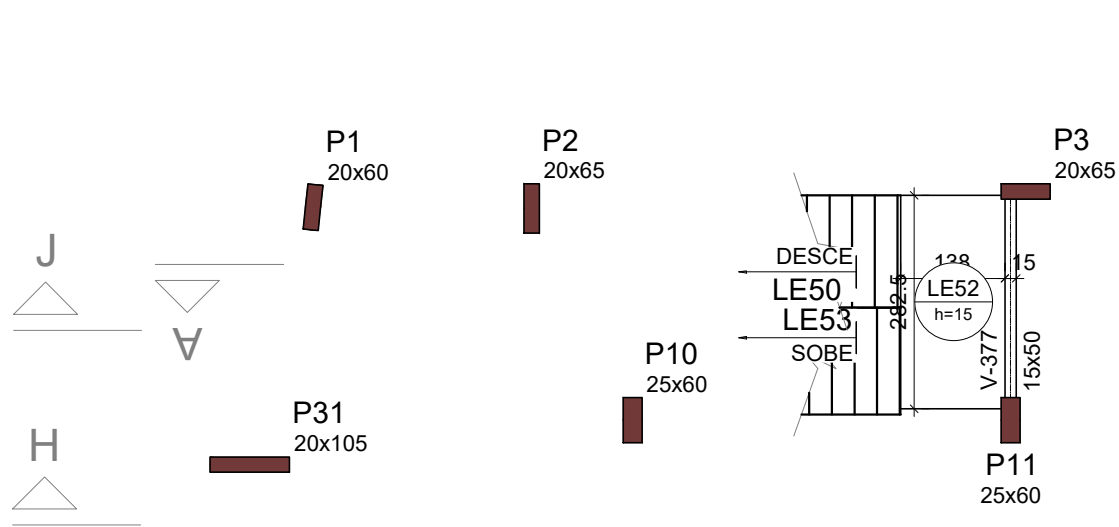 P1
20x60
P2
20x65
P3
20x65
J
A
DESCE
LE50
LE53
SOBE
282.5
138
15
LE52
h=15
V-377
15x50
P10
25x60
P31
20x105
H
P11
25x60